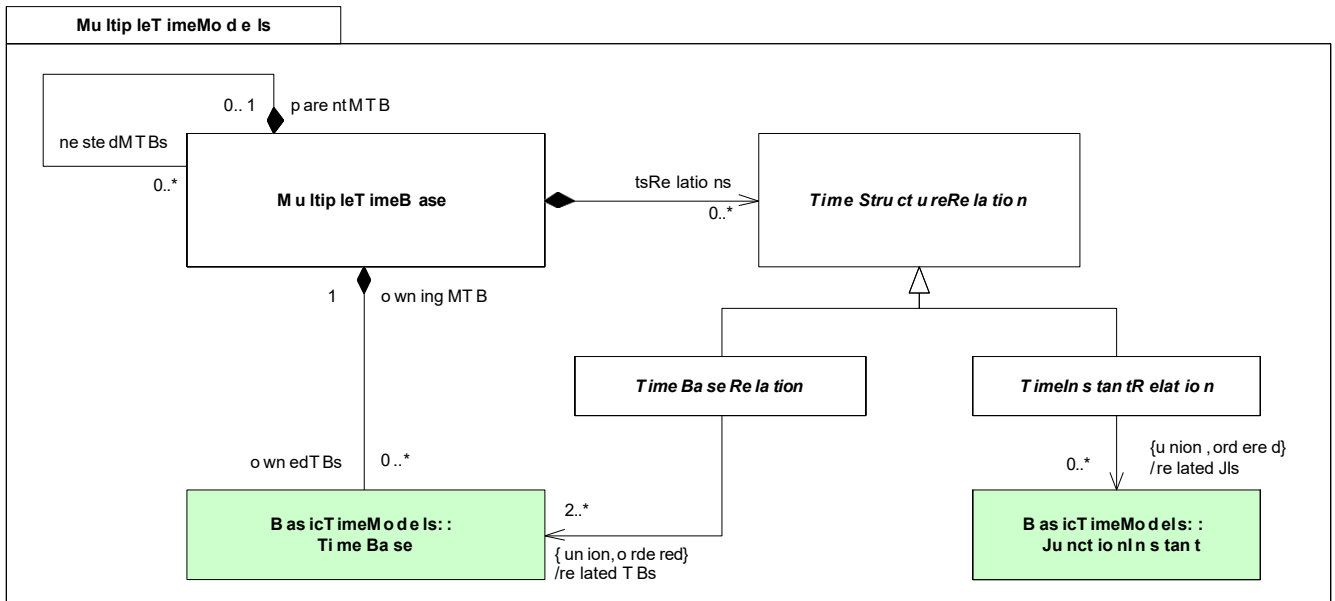 MultipleTimeModels
0..1 parentMTB
nestedMTBs
0..*
MultipleTimeBase
tsRelations
0..*
TimeStructureRelation
1 owningMTB
TimeBaseRelation
TimeInstantRelation
ownedTBs 0..*
0..*
{union,ordered}
/relatedJIs
BasicTimeModels::
TimeBase
2..*
{union,ordered}
/relatedTBs
BasicTimeModels::
JunctionInstant